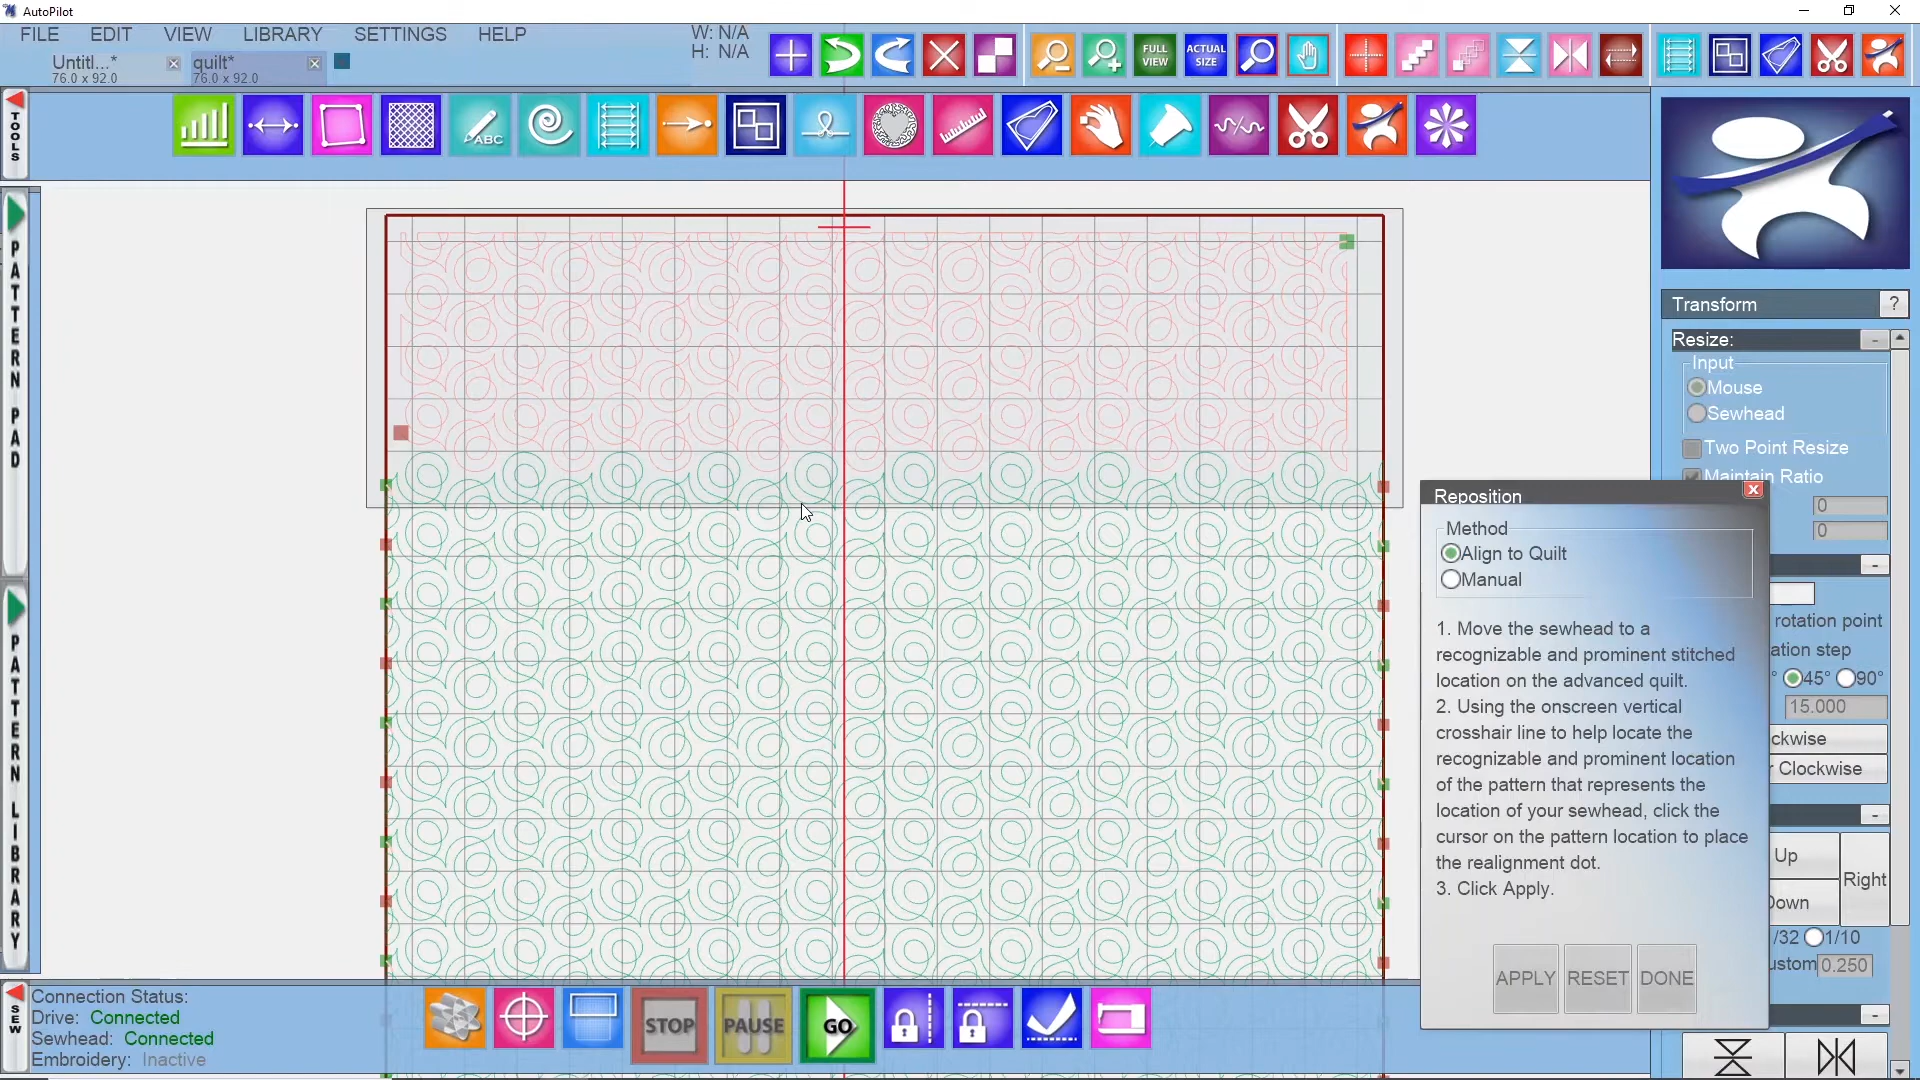 AutoPilot
FILE EDIT VIEW LIBRARY SETTINGS HELP
W: N/A
H: N/A
Untitl...*
76.0 x 92.0
quilt*
76.0 x 92.0
FULL VIEW
ACTUAL SIZE
TOOLS
ABC
PATTERN PAD
PATTERN LIBRARY
SEW
Transform ?
Resize:
Input
Mouse
Sewhead
Two Point Resize
Maintain Ratio
0
0
rotation point
ation step
° 45° 90°
15.000
ckwise
r Clockwise
Up
Right
Down
/32 1/10
ustom 0.250
Reposition
Method
Align to Quilt
Manual
1. Move the sewhead to a
recognizable and prominent stitched
location on the advanced quilt.
2. Using the onscreen vertical
crosshair line to help locate the
recognizable and prominent location
of the pattern that represents the
location of your sewhead, click the
cursor on the pattern location to place
the realignment dot.
3. Click Apply.
APPLY RESET DONE
Connection Status:
Drive: Connected
Sewhead: Connected
Embroidery: Inactive
STOP PAUSE GO